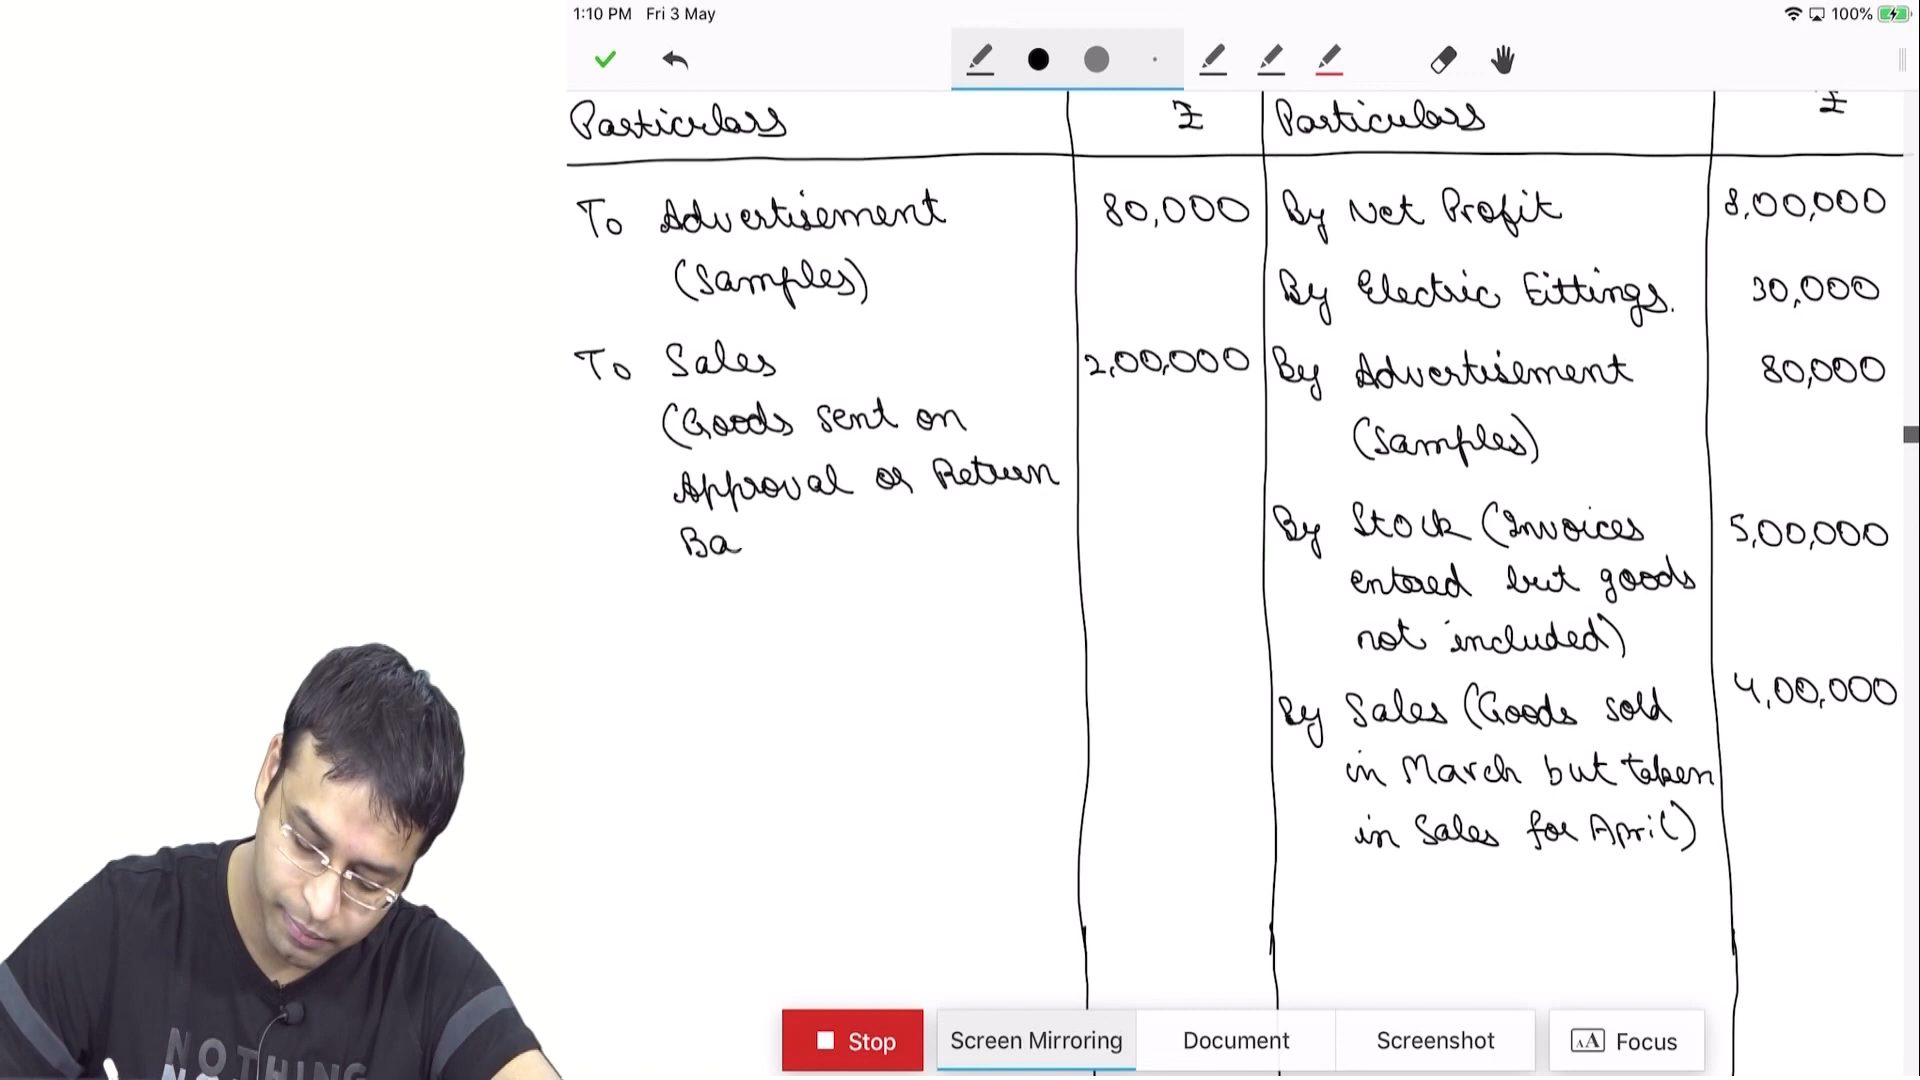 1:10 PM Fri 3 May
100%
Particulars ₹ Particulars ₹
To Advertisement 80,000 By Net Profit 8,00,000
(Samples)
By Electric Fittings. 30,000
To Sales 2,00,000 By Advertisement 80,000
(Goods sent on
(Samples)
Approval or Return
By Stock (Invoices 5,00,000
Ba
entered but goods
not included)
By Sales (Goods sold 4,00,000
in March but taken
in Sales for April)
NOTHING
Stop
Screen Mirroring
Document
Screenshot
AA Focus